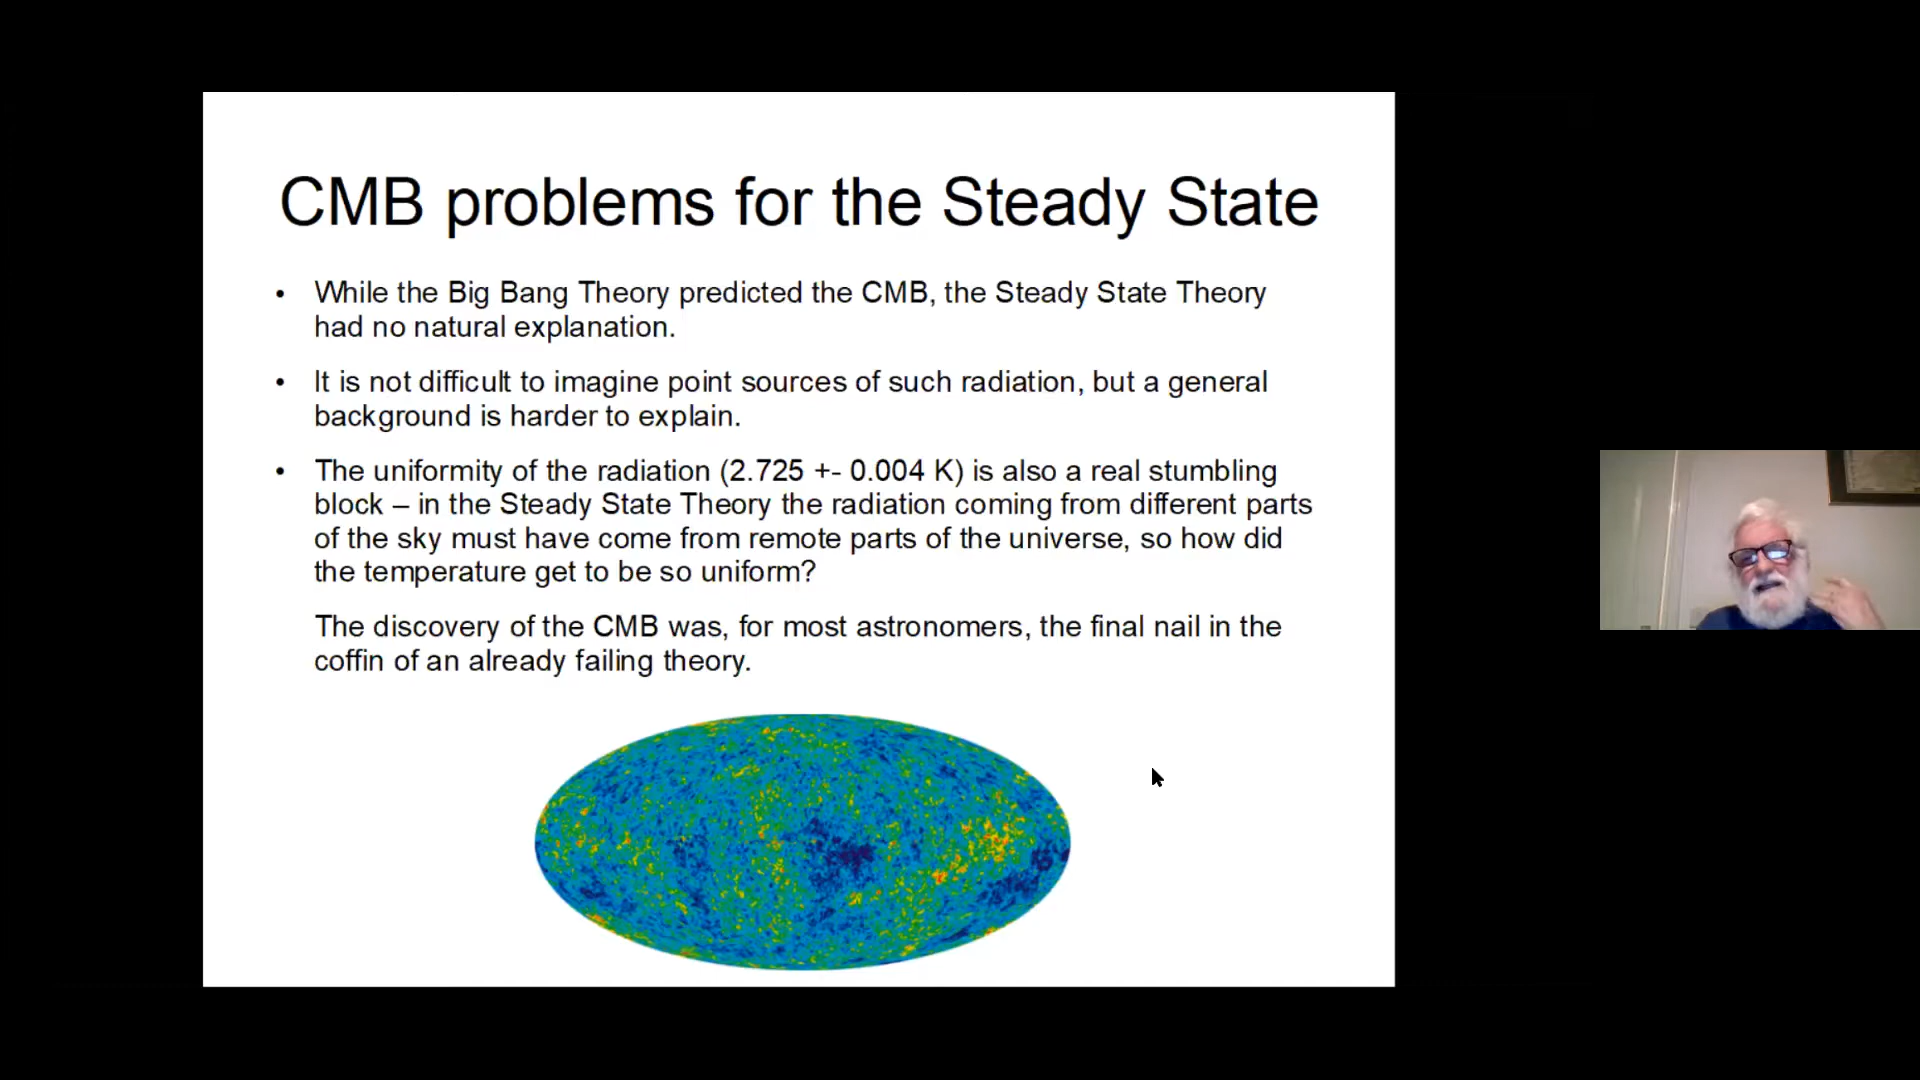 CMB problems for the Steady State
• While the Big Bang Theory predicted the CMB, the Steady State Theory
had no natural explanation.
• It is not difficult to imagine point sources of such radiation, but a general
background is harder to explain.
• The uniformity of the radiation (2.725 +- 0.004 K) is also a real stumbling
block – in the Steady State Theory the radiation coming from different parts
of the sky must have come from remote parts of the universe, so how did
the temperature get to be so uniform?
The discovery of the CMB was, for most astronomers, the final nail in the
coffin of an already failing theory.